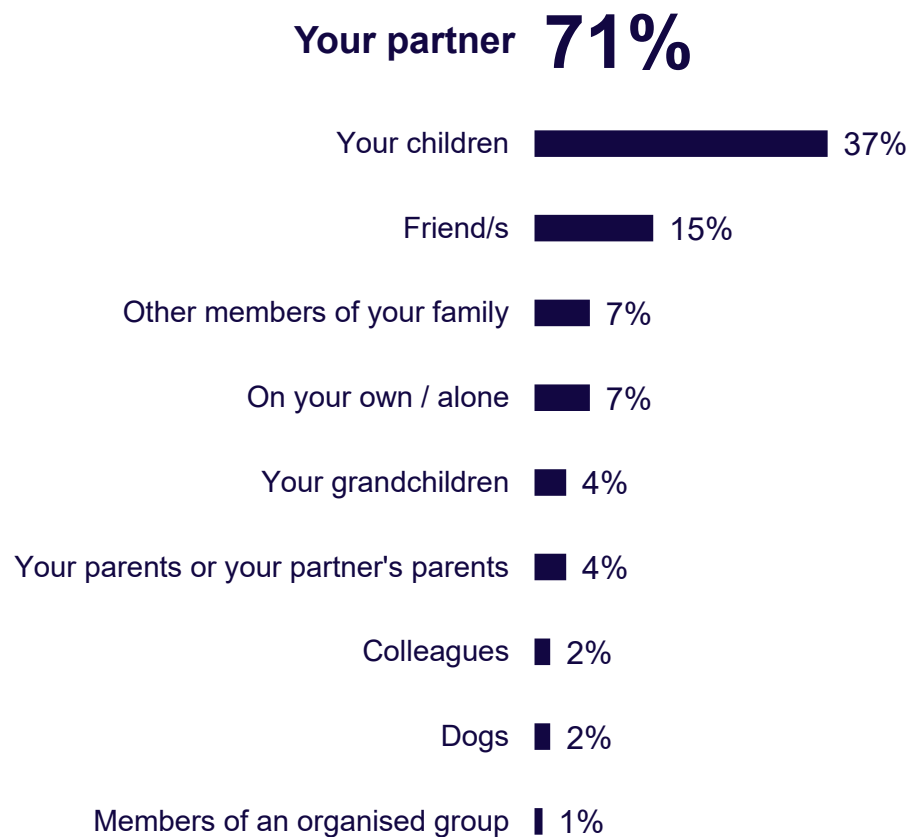 Your partner 71%
Your children 37%
Friend/s 15%
Other members of your family 7%
On your own / alone 7%
Your grandchildren 4%
Your parents or your partner's parents 4%
Colleagues 2%
Dogs 2%
Members of an organised group 1%